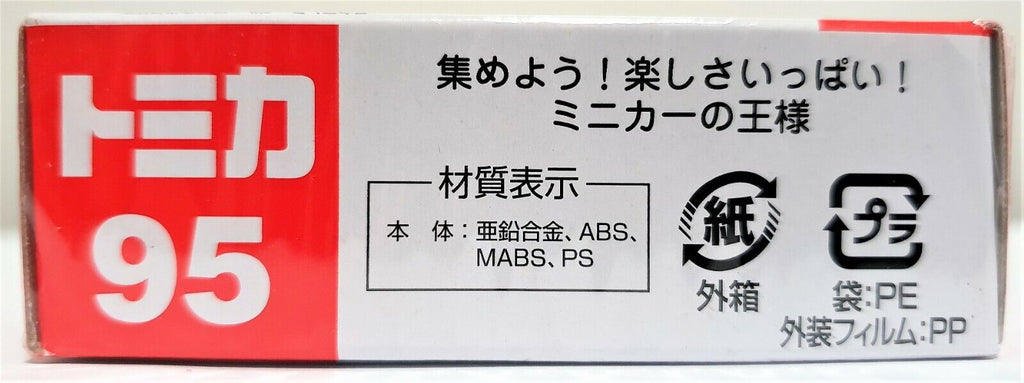 トミカ
95
集めよう！楽しさいっぱい！
ミニカーの王様
材質表示
本　体：亜鉛合金、ABS、
MABS、PS
紙
外箱
プラ
袋：PE
外装フィルム：PP